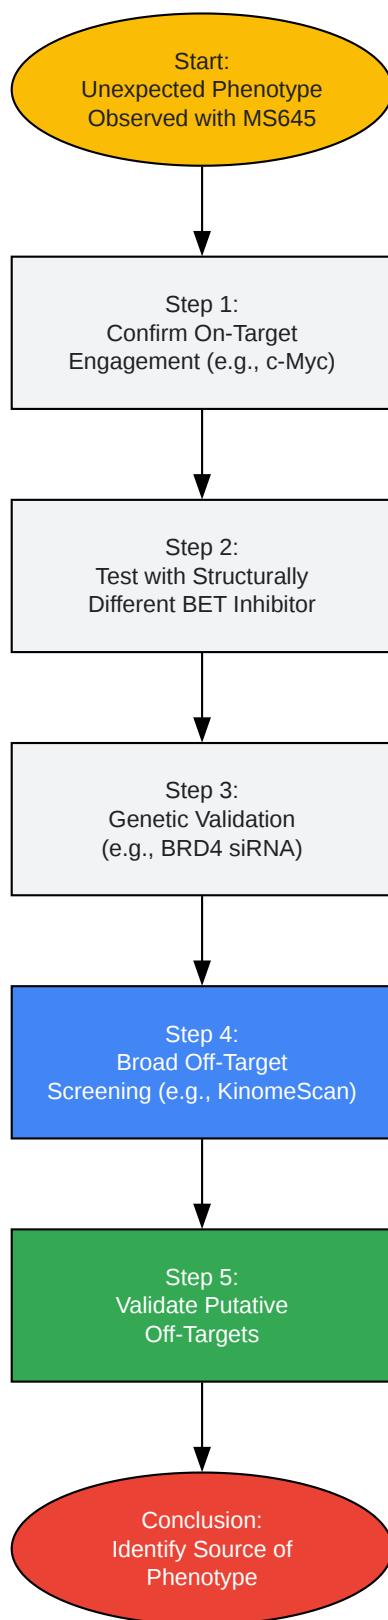 Start:
Unexpected Phenotype
Observed with MS645
Step 1:
Confirm On-Target
Engagement (e.g., c-Myc)
Step 2:
Test with Structurally
Different BET Inhibitor
Step 3:
Genetic Validation
(e.g., BRD4 siRNA)
Step 4:
Broad Off-Target
Screening (e.g., KinomeScan)
Step 5:
Validate Putative
Off-Targets
Conclusion:
Identify Source of
Phenotype